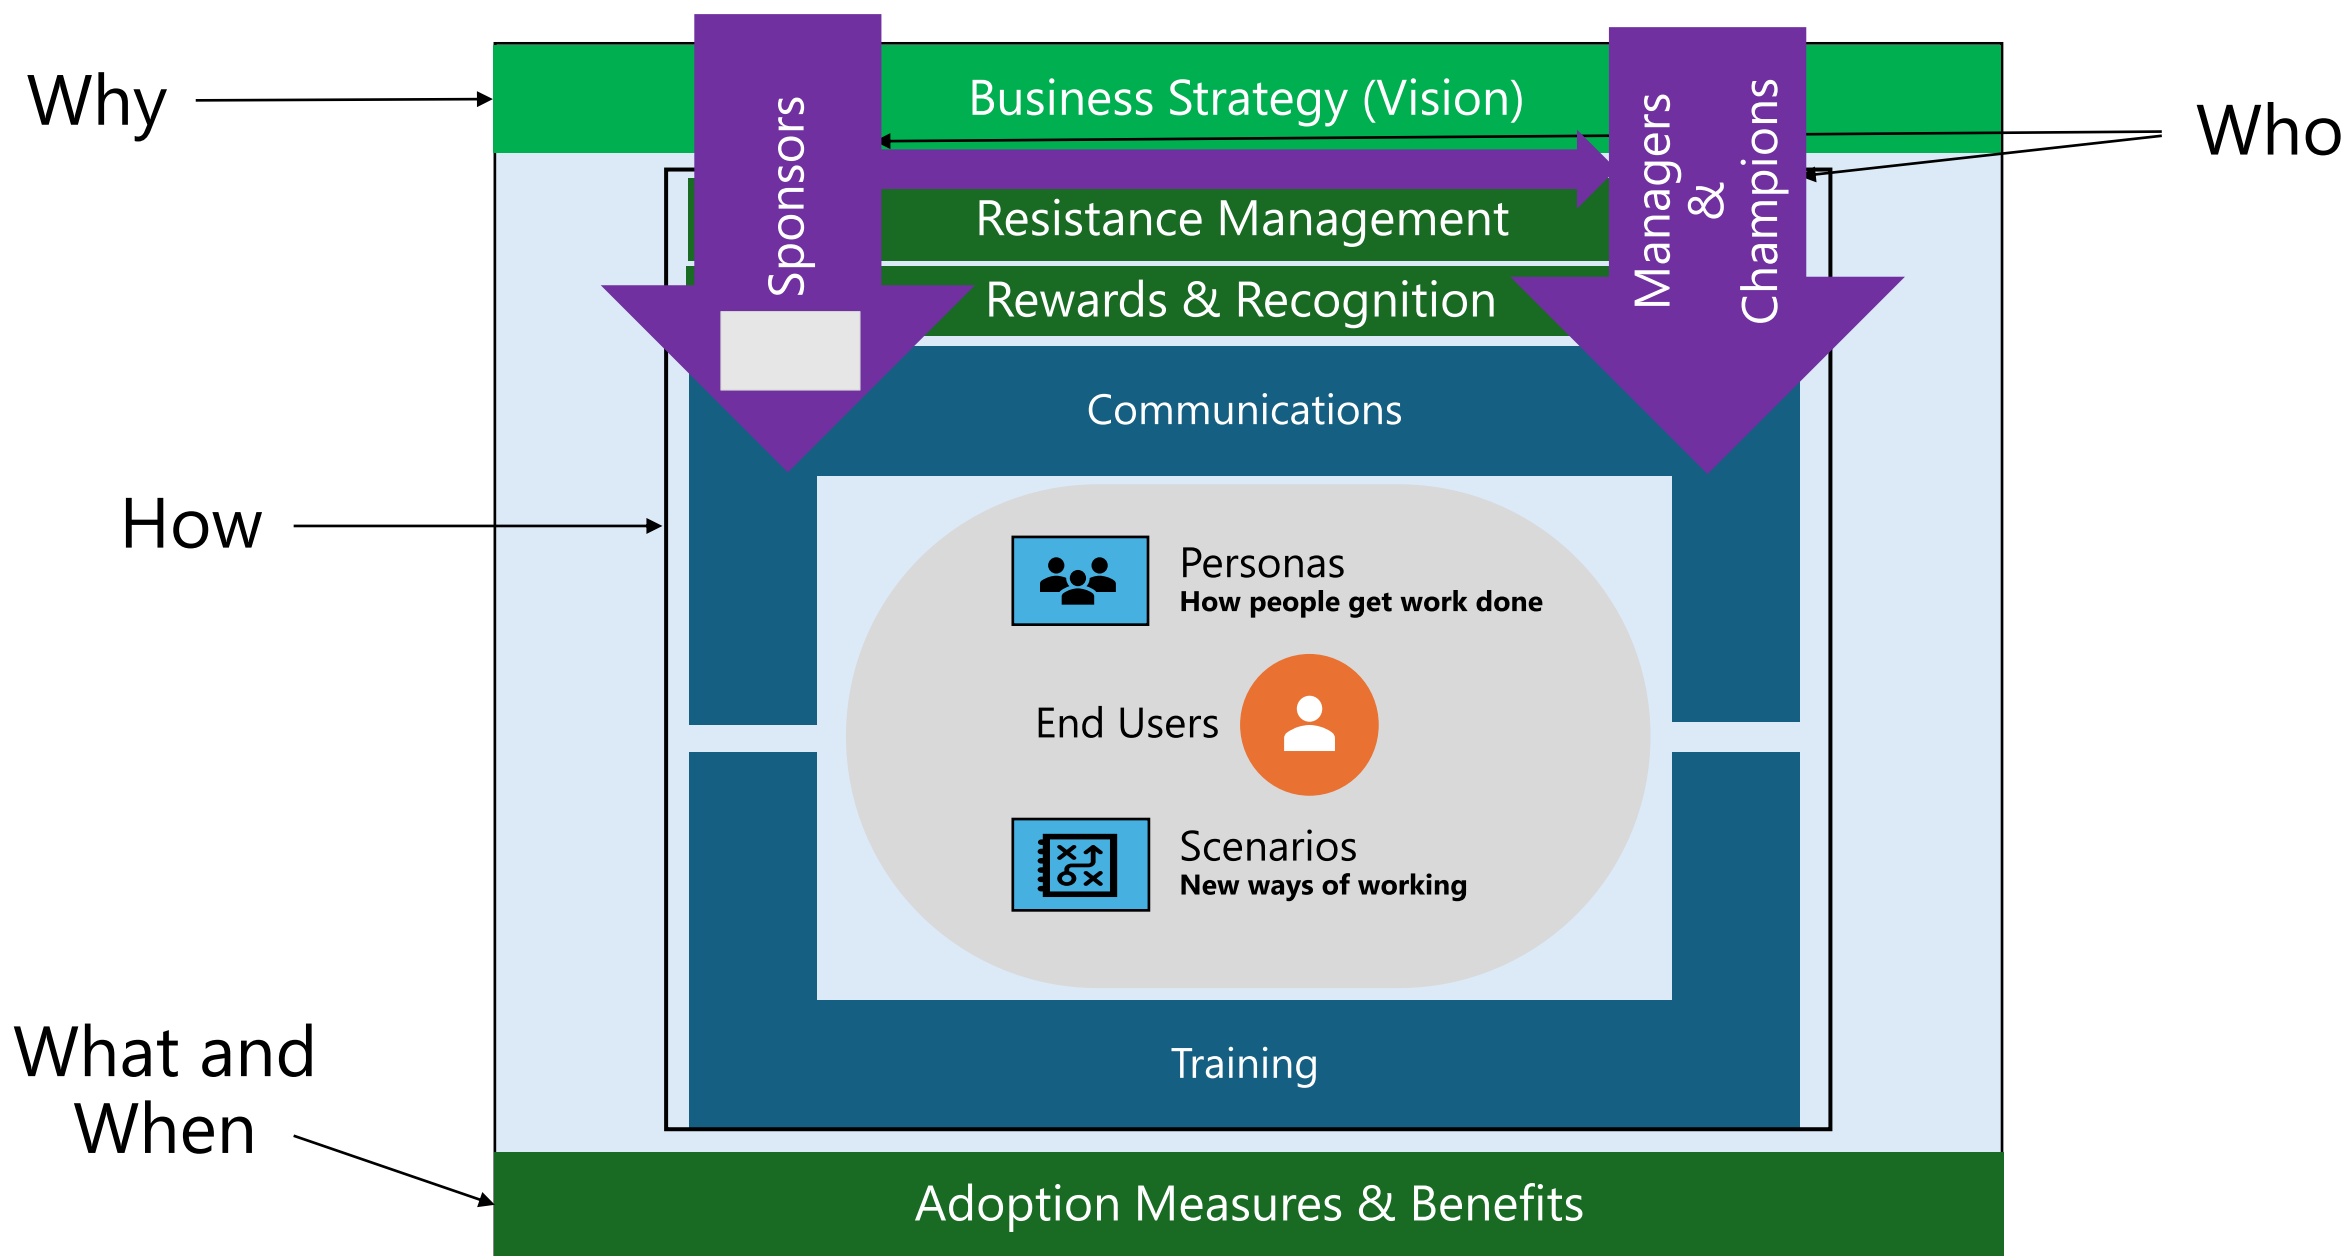 Why
Business Strategy (Vision)
Who
Sponsors
Managers
&
Champions
Resistance Management
Rewards & Recognition
Communications
How
Personas
How people get work done
End Users
Scenarios
New ways of working
Training
What and
When
Adoption Measures & Benefits